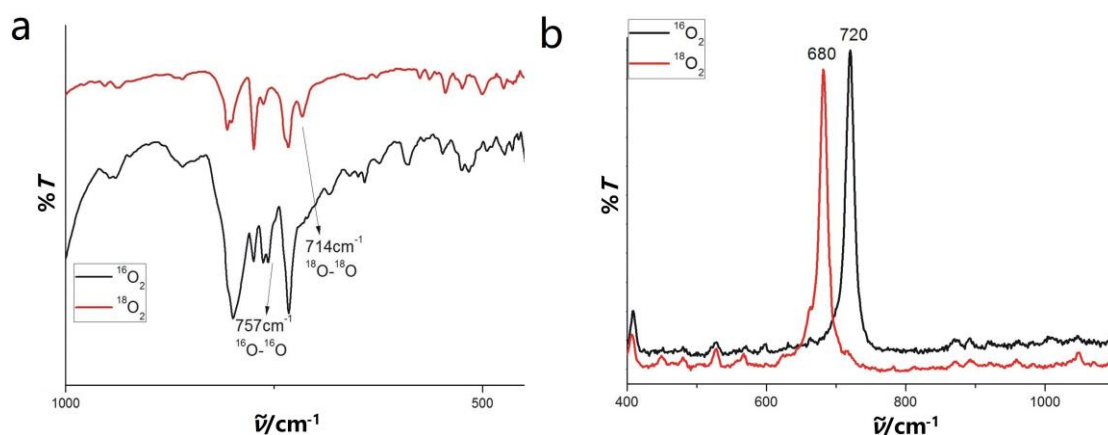 a
%T
714cm⁻¹
¹⁸O-¹⁸O
¹⁶O₂
¹⁸O₂
757cm⁻¹
¹⁶O-¹⁶O
1000 500
ṽ/cm⁻¹
b
¹⁶O₂
¹⁸O₂
720
680
%T
400 600 800 1000
ṽ/cm⁻¹